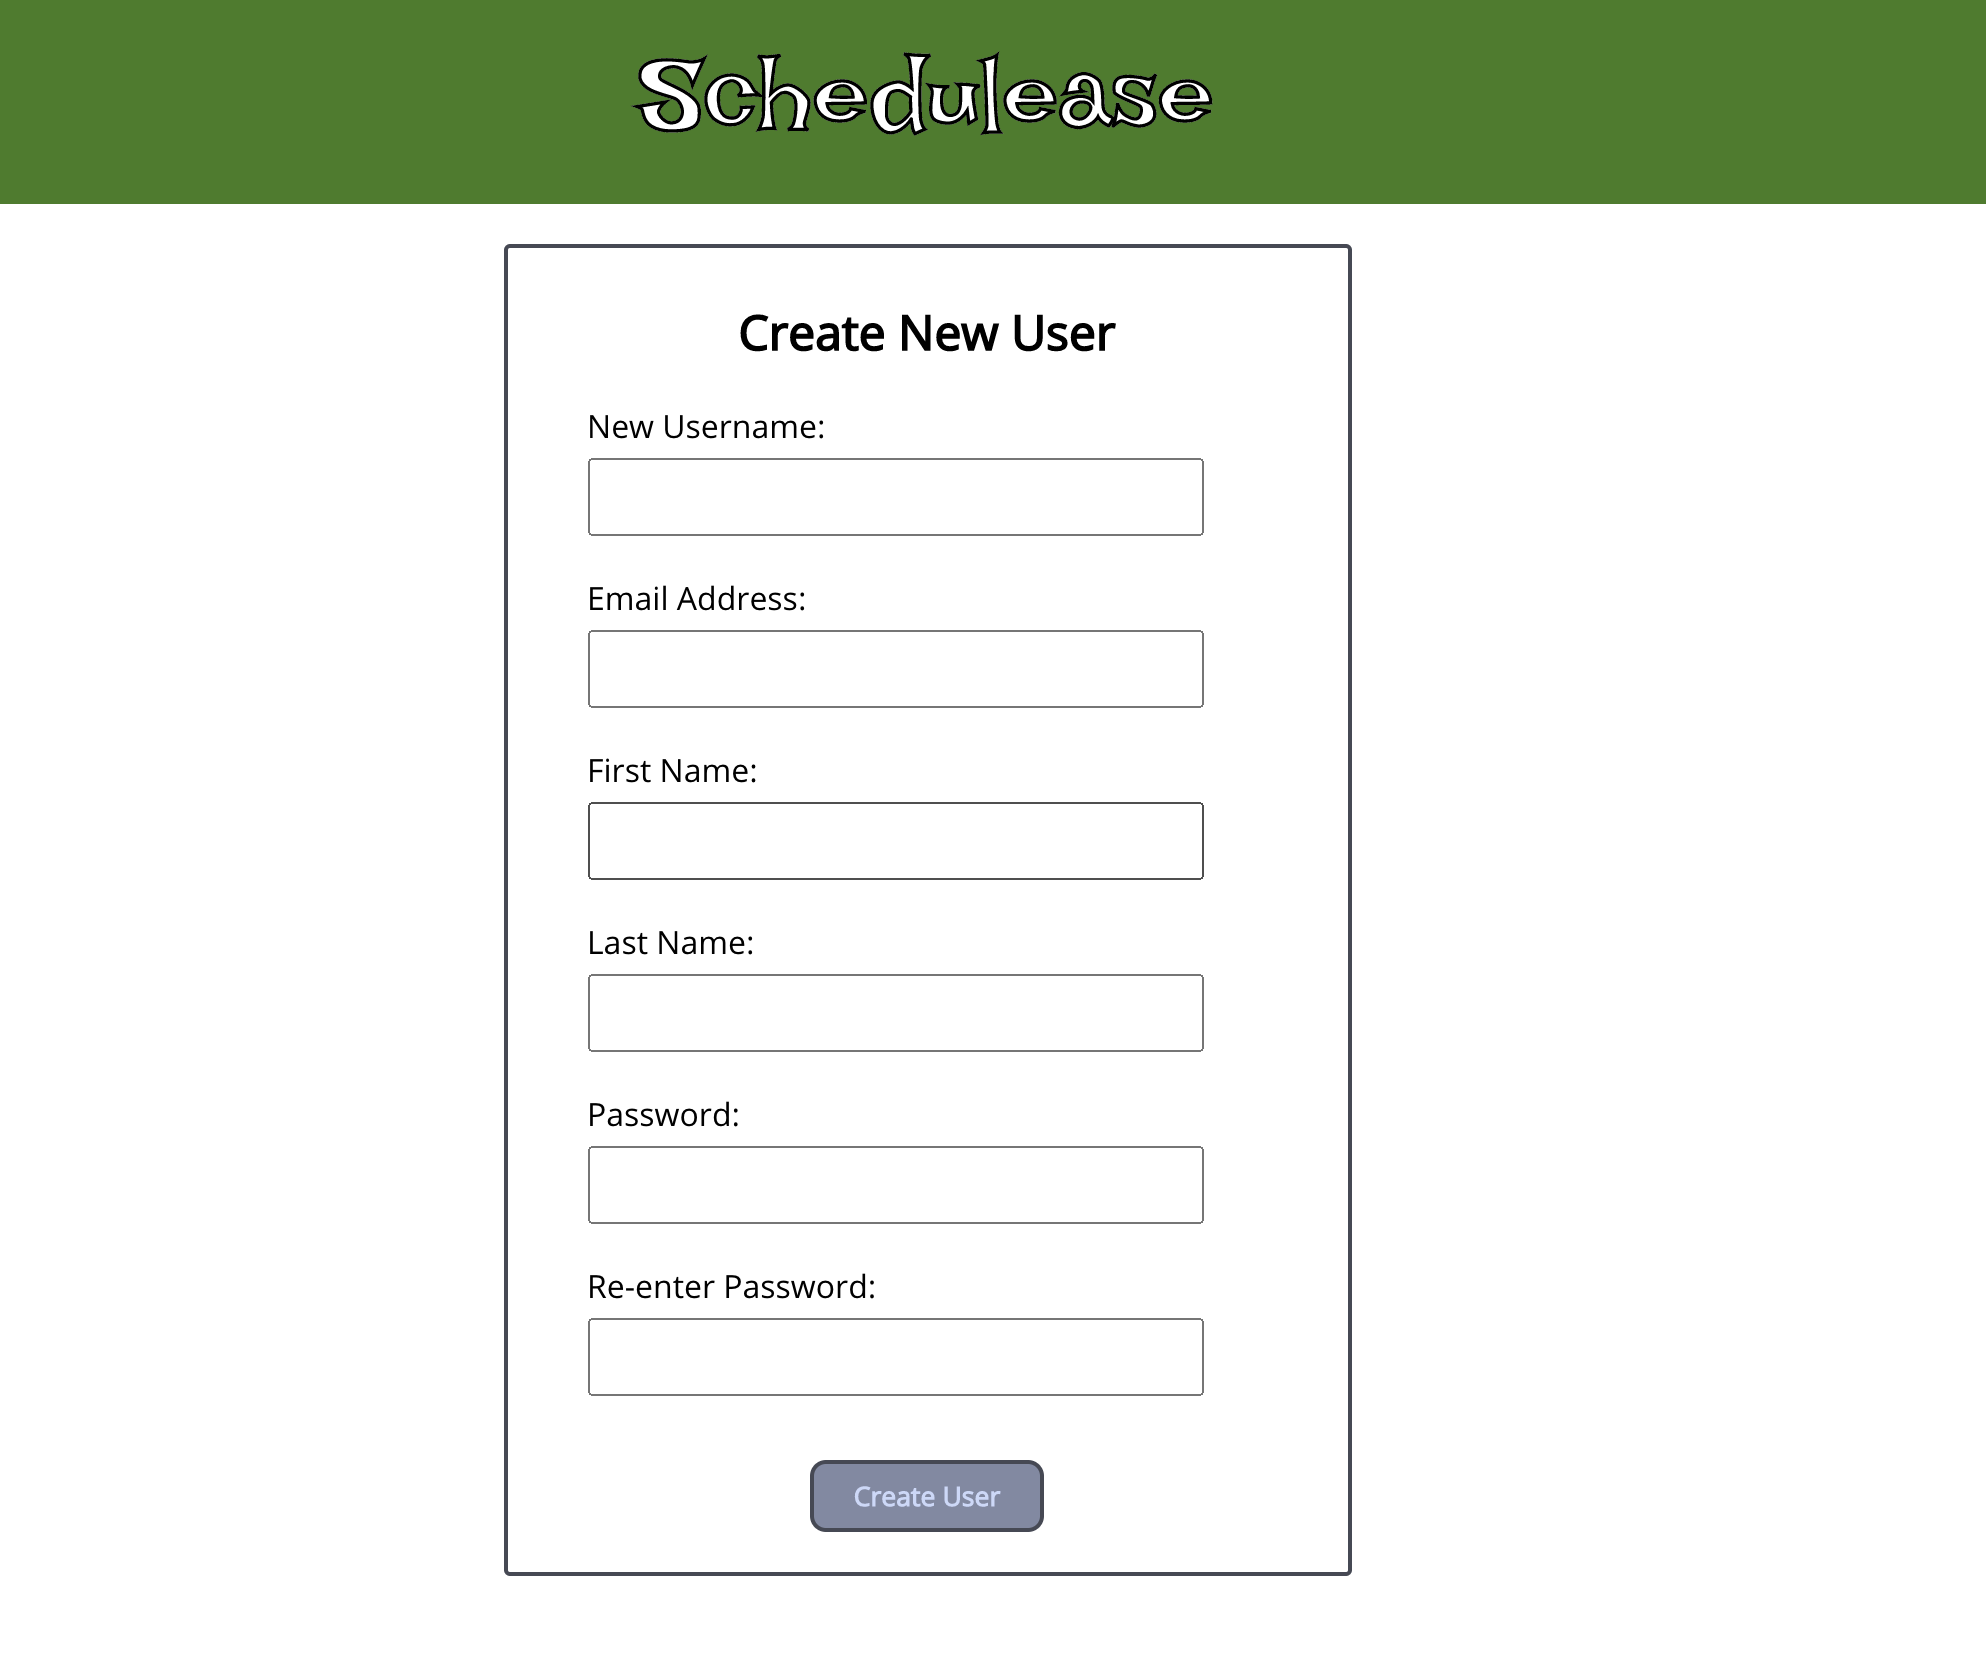 Schedulease
Create New User
New Username:
Email Address:
First Name:
Last Name:
Password:
Re-enter Password:
Create User